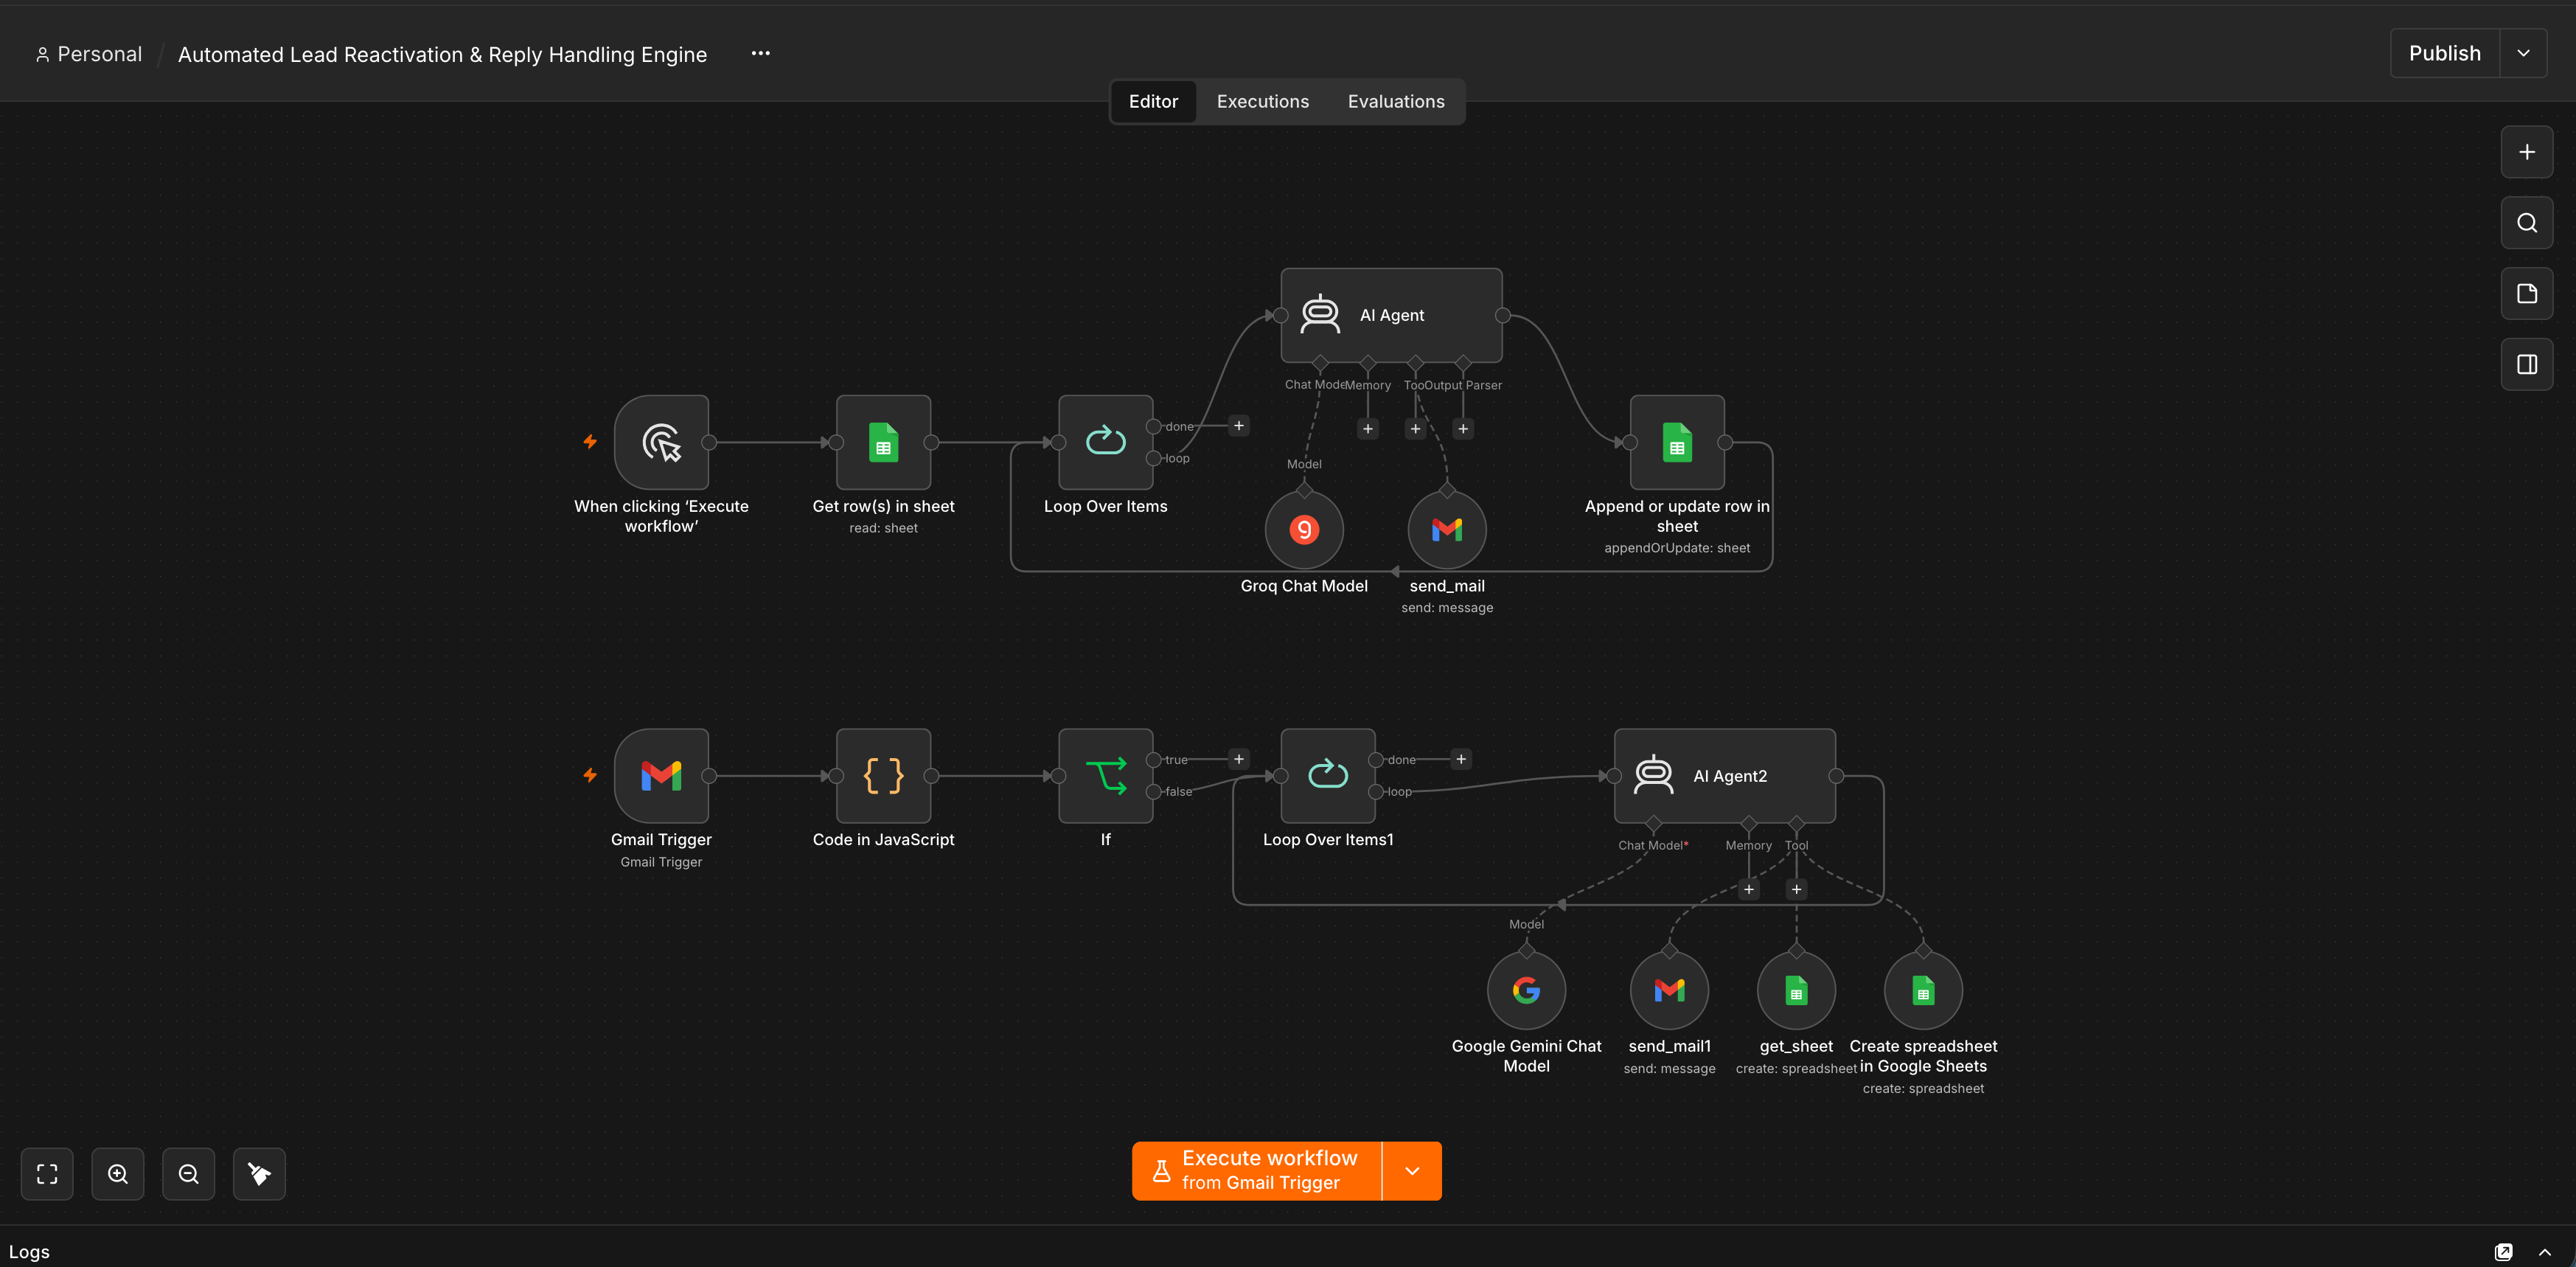 Personal / Automated Lead Reactivation & Reply Handling Engine ...
Publish
Editor Executions Evaluations
AI Agent
Chat Mode Memory Too Output Parser
done
loop
Model
When clicking ‘Execute
workflow’
Get row(s) in sheet
read: sheet
Loop Over Items
Append or update row in
sheet
appendOrUpdate: sheet
Groq Chat Model
send_mail
send: message
true
false
done
loop
AI Agent2
Gmail Trigger
Gmail Trigger
Code in JavaScript
If
Loop Over Items1
Chat Model* Memory Tool
Model
Google Gemini Chat
Model
send_mail1
send: message
get_sheet
create: spreadsheet
Create spreadsheet
in Google Sheets
create: spreadsheet
Execute workflow
from Gmail Trigger
Logs